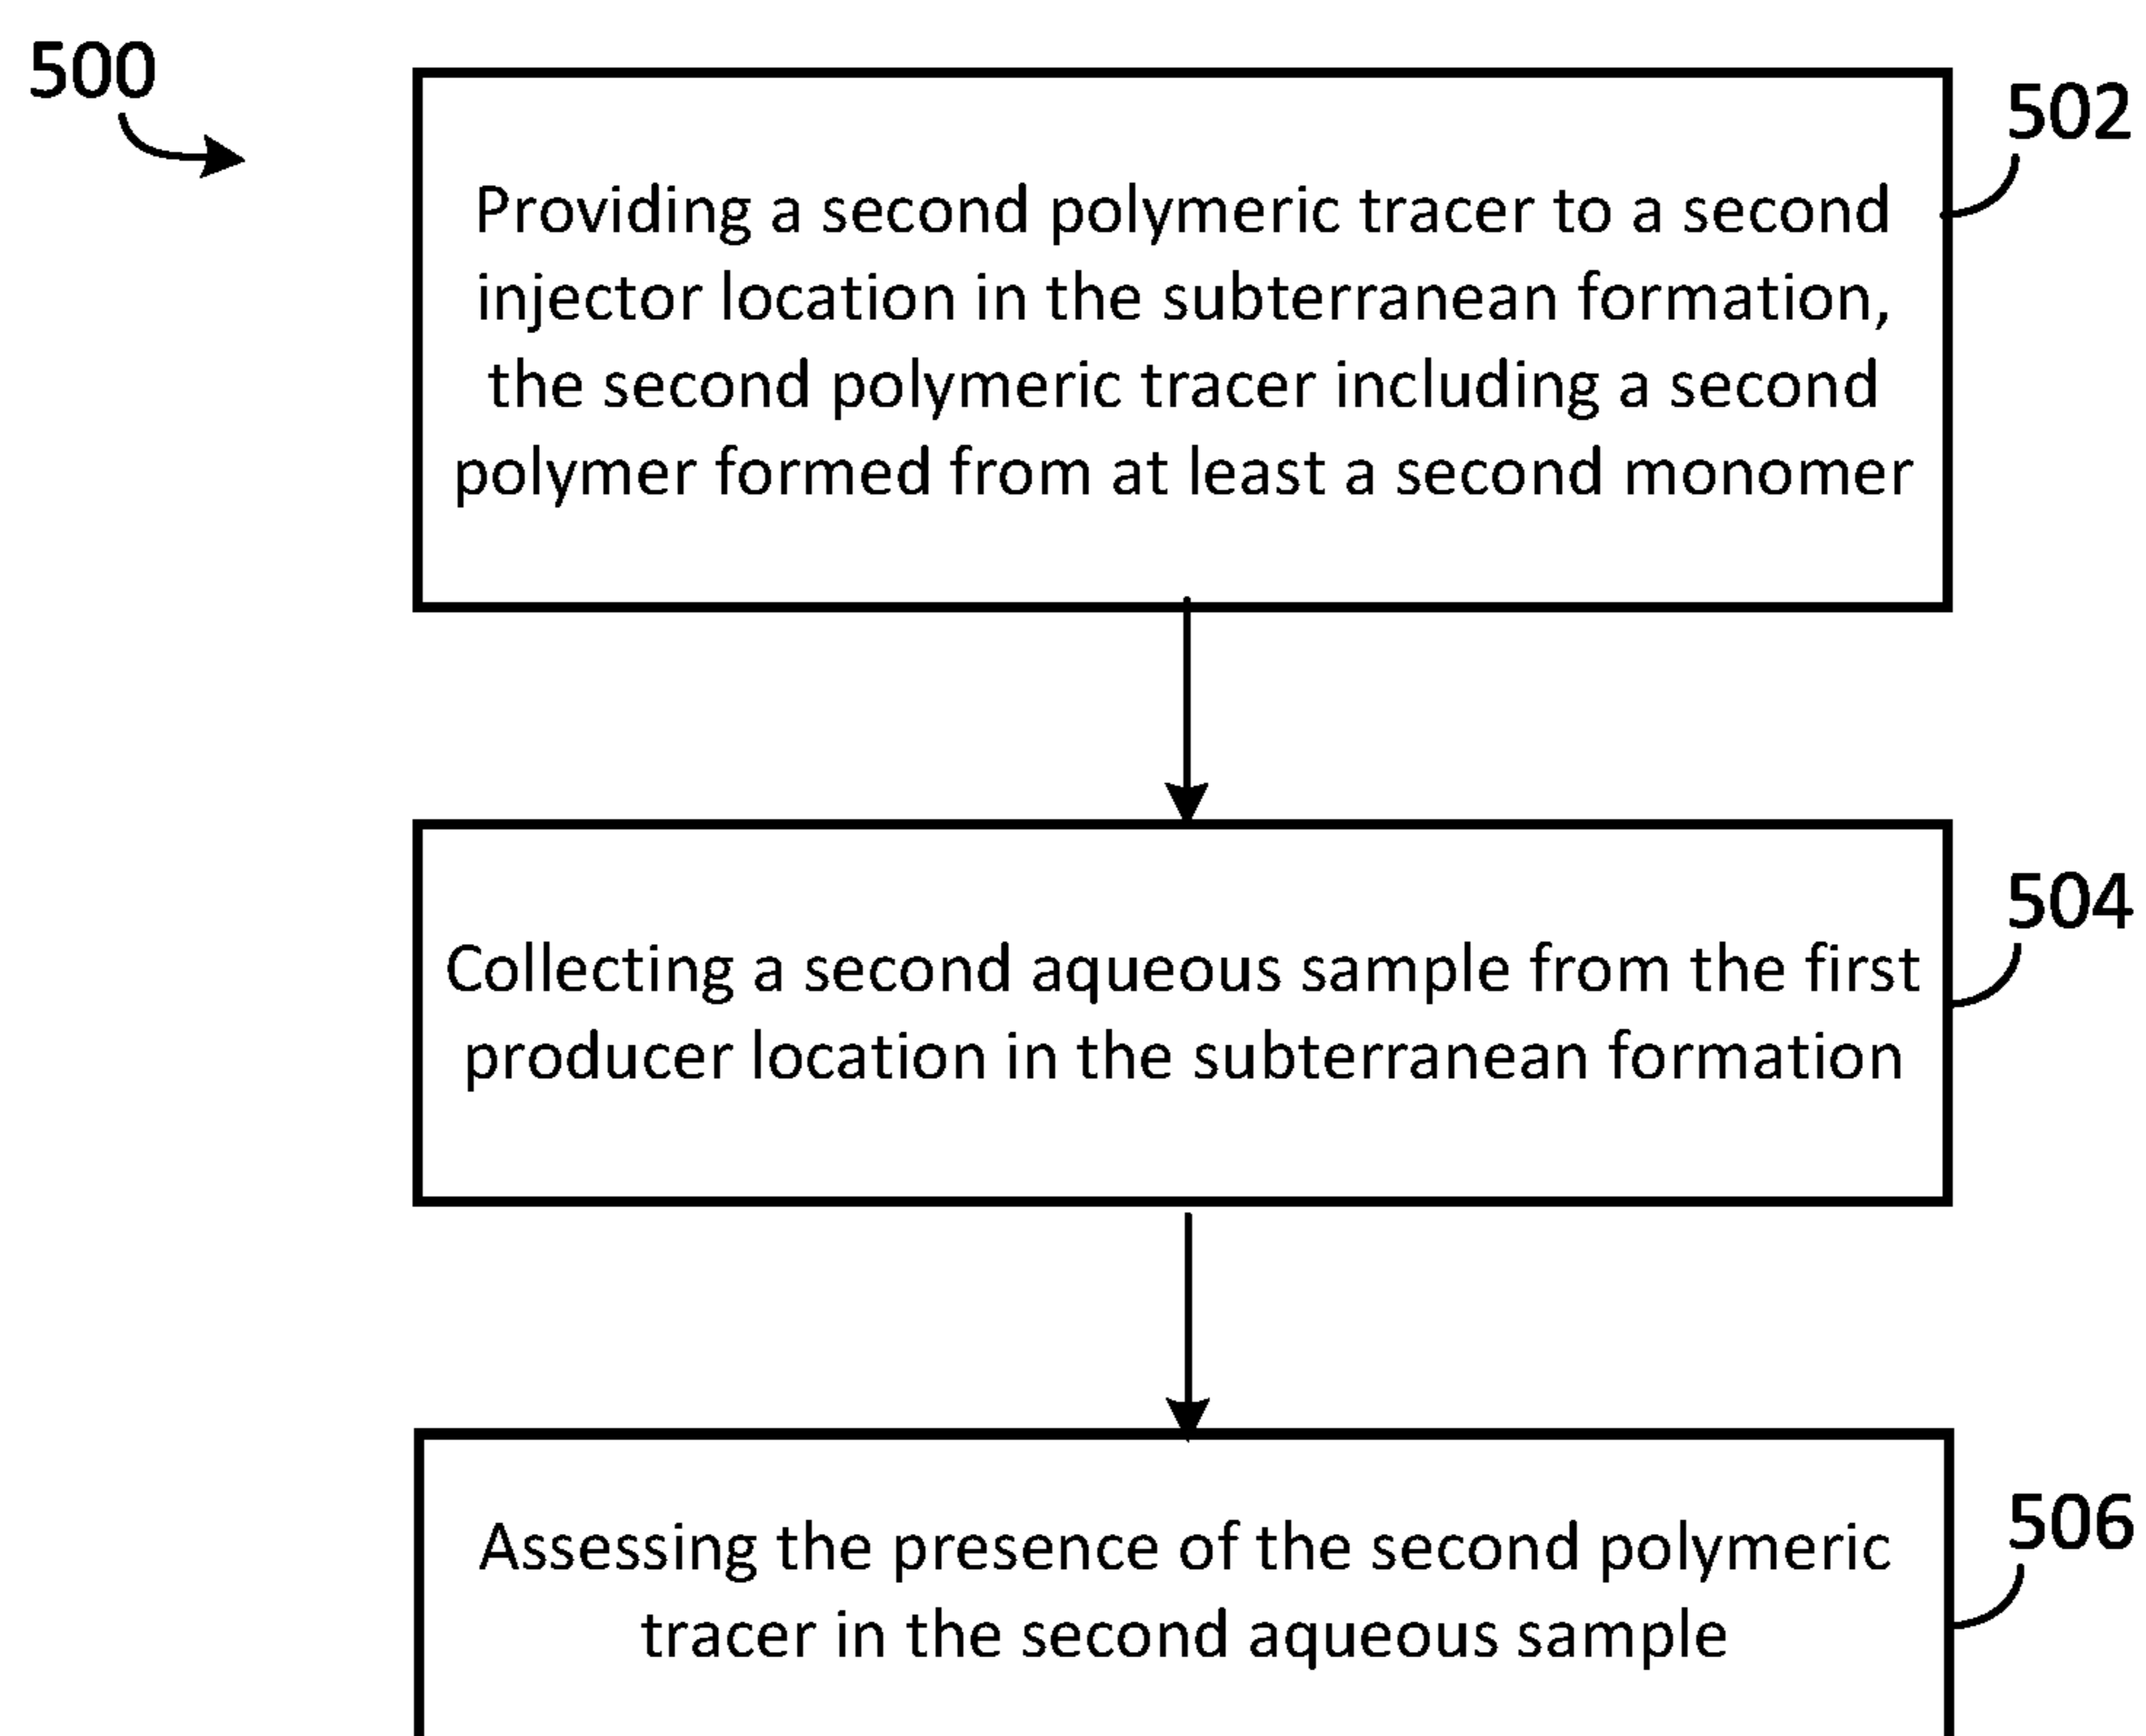 500
502
Providing a second polymeric tracer to a second
injector location in the subterranean formation,
the second polymeric tracer including a second
polymer formed from at least a second monomer
504
Collecting a second aqueous sample from the first
producer location in the subterranean formation
506
Assessing the presence of the second polymeric
tracer in the second aqueous sample